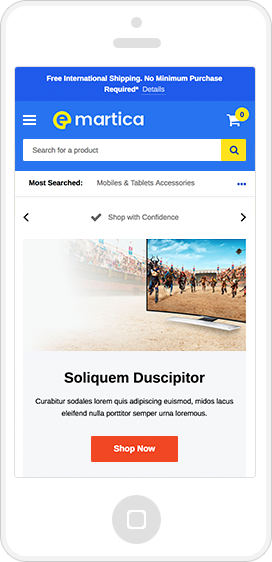 Free International Shipping. No Minimum Purchase
Required* Details
e martica
0
Search for a product
Most Searched: Mobiles & Tablets Accessories
Shop with Confidence
Soliquem Duscipitor
Curabitur sodales lorem quis adipiscing euismod, midos lacus
eleifend nulla porttitor semper urna loremous.
Shop Now